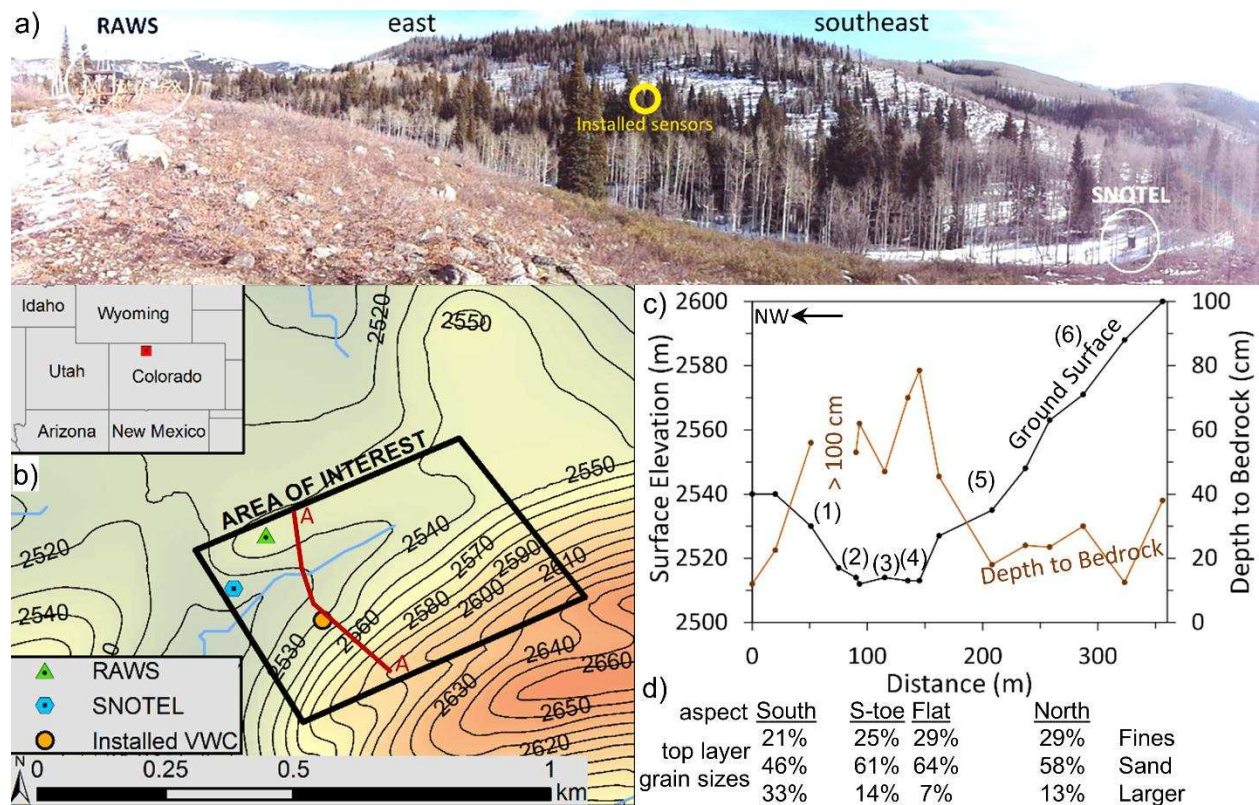 a)
RAWS
east
southeast
Installed sensors
SNOTEL
Idaho
Wyoming
Utah
Colorado
Arizona
New Mexico
b)
AREA OF INTEREST
A
A
2520
2550
2550
2540
2570
2590
2610
2580
2600
2560
2530
2520
2540
2640
2660
2630
2650
2620
RAWS
SNOTEL
Installed VWC
N
0 0.25 0.5 1
km
c)
2600
2580
2560
2540
2520
2500
Surface Elevation (m)
NW
> 100 cm
(1)
(2)
(3)
(4)
(5)
(6)
Ground Surface
Depth to Bedrock
100
80
60
40
20
0
Depth to Bedrock (cm)
0 100 200 300
Distance (m)
d)
aspect South S-toe Flat North
top layer grain sizes
21% 25% 29% 29% Fines
46% 61% 64% 58% Sand
33% 14% 7% 13% Larger